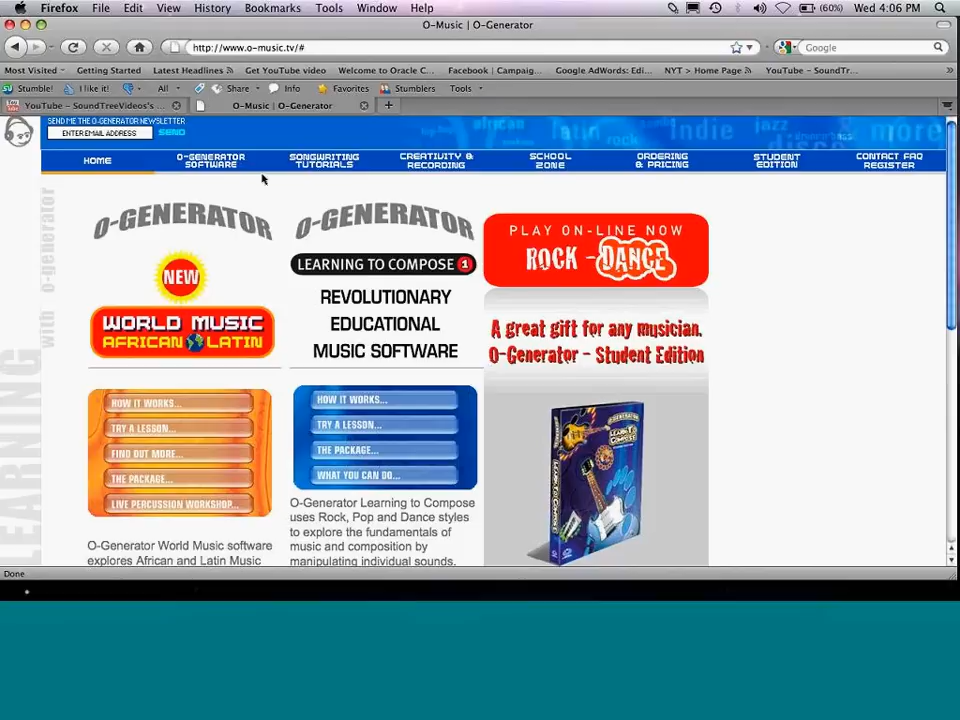 Firefox File Edit View History Bookmarks Tools Window Help (60%) Wed 4:06 PM
O-Music | O-Generator
http://www.o-music.tv/# Google
Most Visited Getting Started Latest Headlines Get YouTube video Welcome to Oracle C... Facebook | Campaig... Google AdWords: Edi... NYT > Home Page YouTube - SoundTr...
Stumble! I like it! All Share Info Favorites Stumblers Tools
YouTube - SoundTreeVideos's ... O-Music | O-Generator
SEND ME THE O-GENERATOR NEWSLETTER
ENTER EMAIL ADDRESS SEND
african latin rock indie jazz disco more
HOME O-GENERATOR SOFTWARE SONGWRITING TUTORIALS CREATIVITY & RECORDING SCHOOL ZONE ORDERING & PRICING STUDENT EDITION CONTACT FAQ REGISTER
LEARNING with o-generator
O-GENERATOR
NEW
WORLD MUSIC
AFRICAN LATIN
HOW IT WORKS...
TRY A LESSON...
FIND OUT MORE...
THE PACKAGE...
LIVE PERCUSSION WORKSHOP...
O-Generator World Music software
explores African and Latin Music
O-GENERATOR
LEARNING TO COMPOSE 1
REVOLUTIONARY
EDUCATIONAL
MUSIC SOFTWARE
HOW IT WORKS...
TRY A LESSON...
THE PACKAGE...
WHAT YOU CAN DO...
O-Generator Learning to Compose
uses Rock, Pop and Dance styles
to explore the fundamentals of
music and composition by
manipulating individual sounds.
PLAY ON-LINE NOW
ROCK - DANCE
A great gift for any musician.
O-Generator - Student Edition
Done